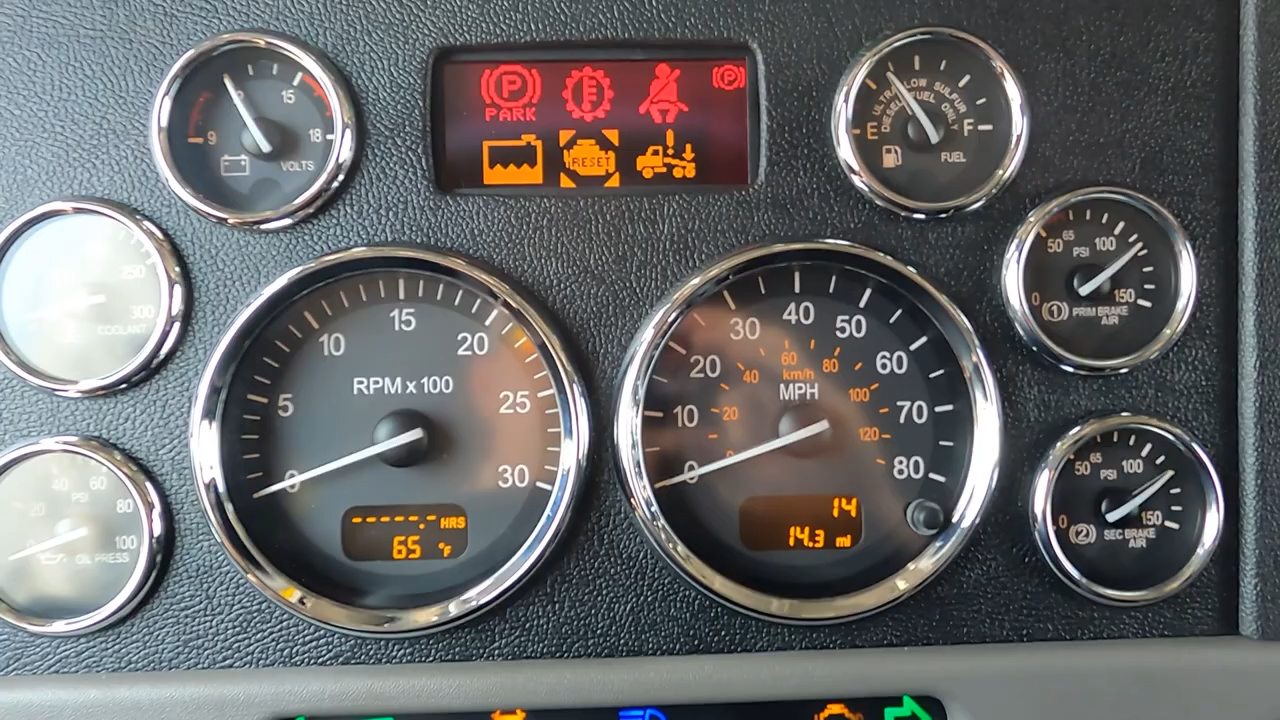 15
9
18
VOLTS
PARK
P
P
RESET
ULTRA LOW SULFUR
DIESEL FUEL ONLY
E
F
FUEL
250
300
COOLANT
0
5
10
15
20
25
30
RPM x 100
------.- HRS
65 °F
0
10
20
30
40
50
60
70
80
20
40
60
80
100
120
km/h
MPH
14
14.3 mi
0
50
65
100
150
PSI
(1) PRIM BRAKE
AIR
20
40
60
80
100
PSI
OIL PRESS
0
50
65
100
150
PSI
(2) SEC BRAKE
AIR